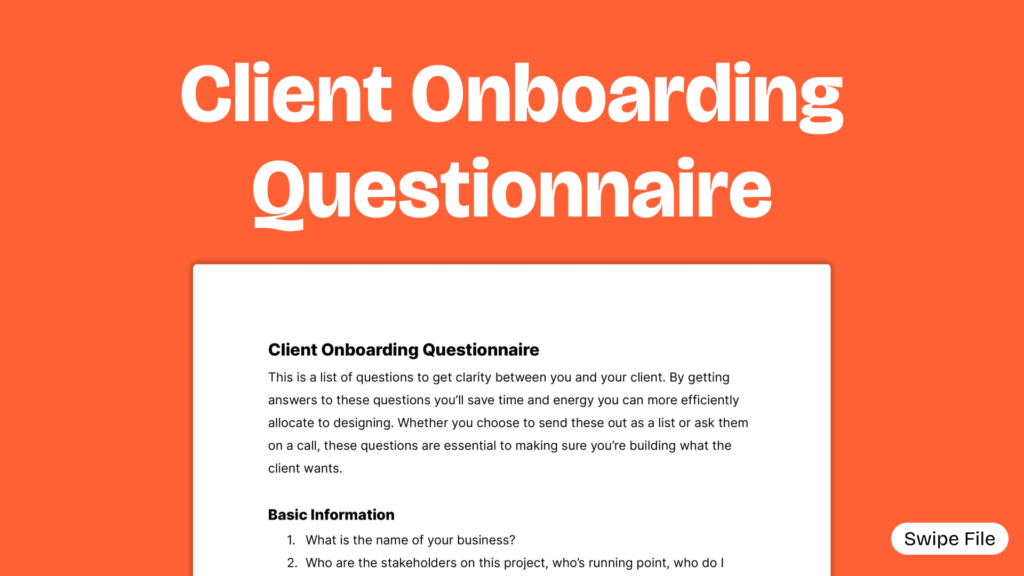 Client Onboarding
Questionnaire
Client Onboarding Questionnaire
This is a list of questions to get clarity between you and your client. By getting
answers to these questions you’ll save time and energy you can more efficiently
allocate to designing. Whether you choose to send these out as a list or ask them
on a call, these questions are essential to making sure you’re building what the
client wants.
Basic Information
1. What is the name of your business?
2. Who are the stakeholders on this project, who’s running point, who do I
Swipe File